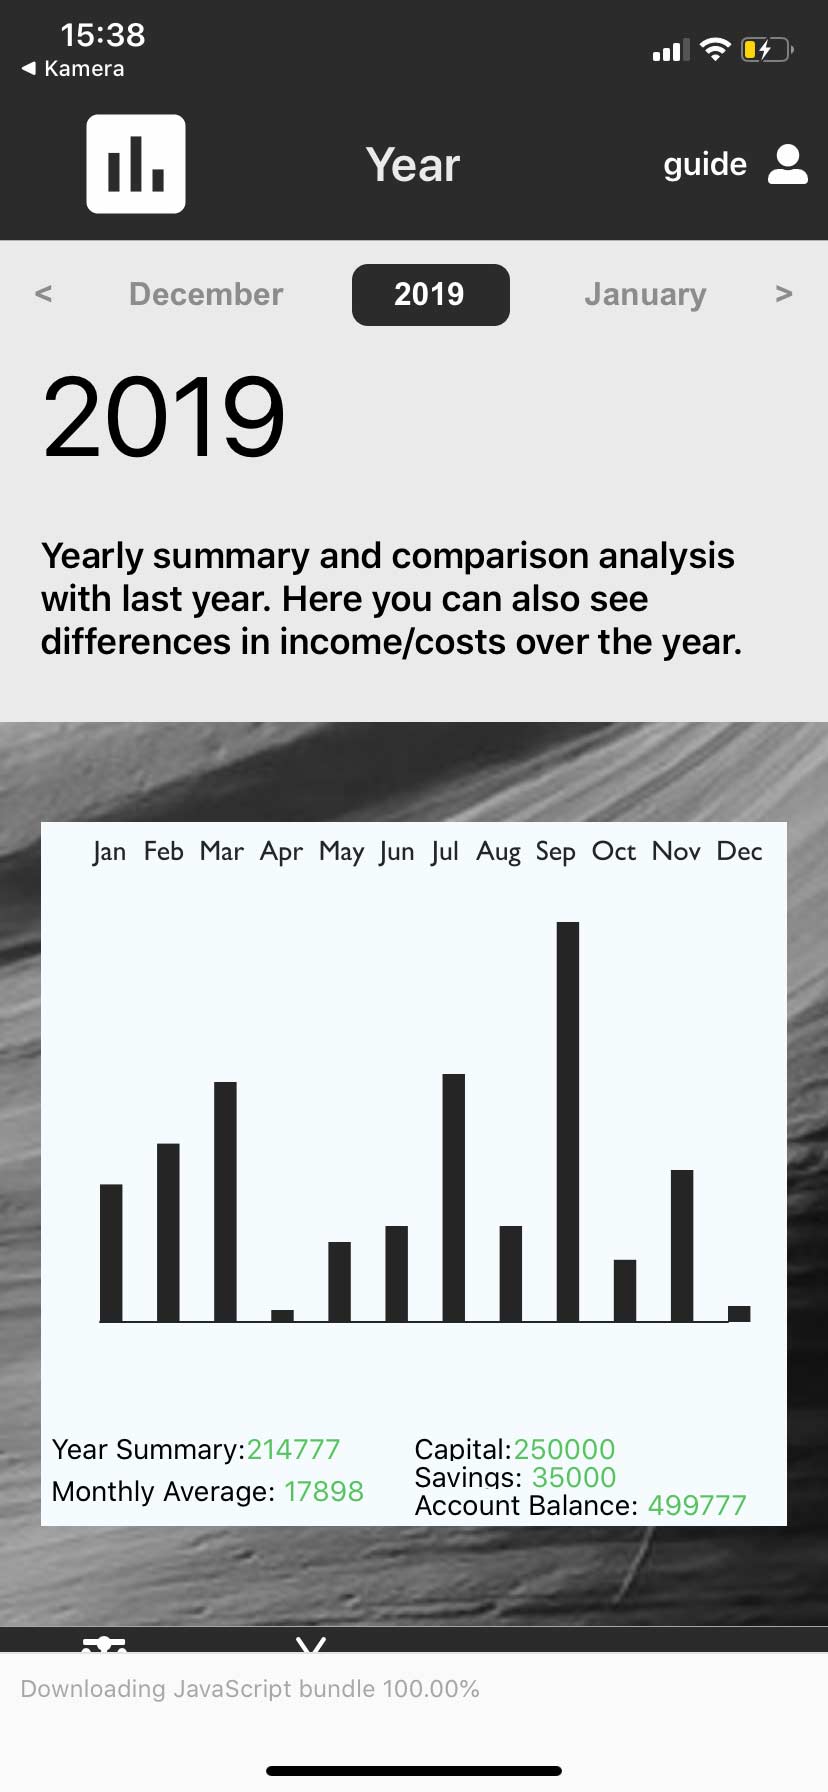 15:38
◀ Kamera
Year
guide
< December 2019 January >
2019
Yearly summary and comparison analysis
with last year. Here you can also see
differences in income/costs over the year.
Jan Feb Mar Apr May Jun Jul Aug Sep Oct Nov Dec
Year Summary:214777
Monthly Average: 17898
Capital:250000
Savings: 35000
Account Balance: 499777
Downloading JavaScript bundle 100.00%